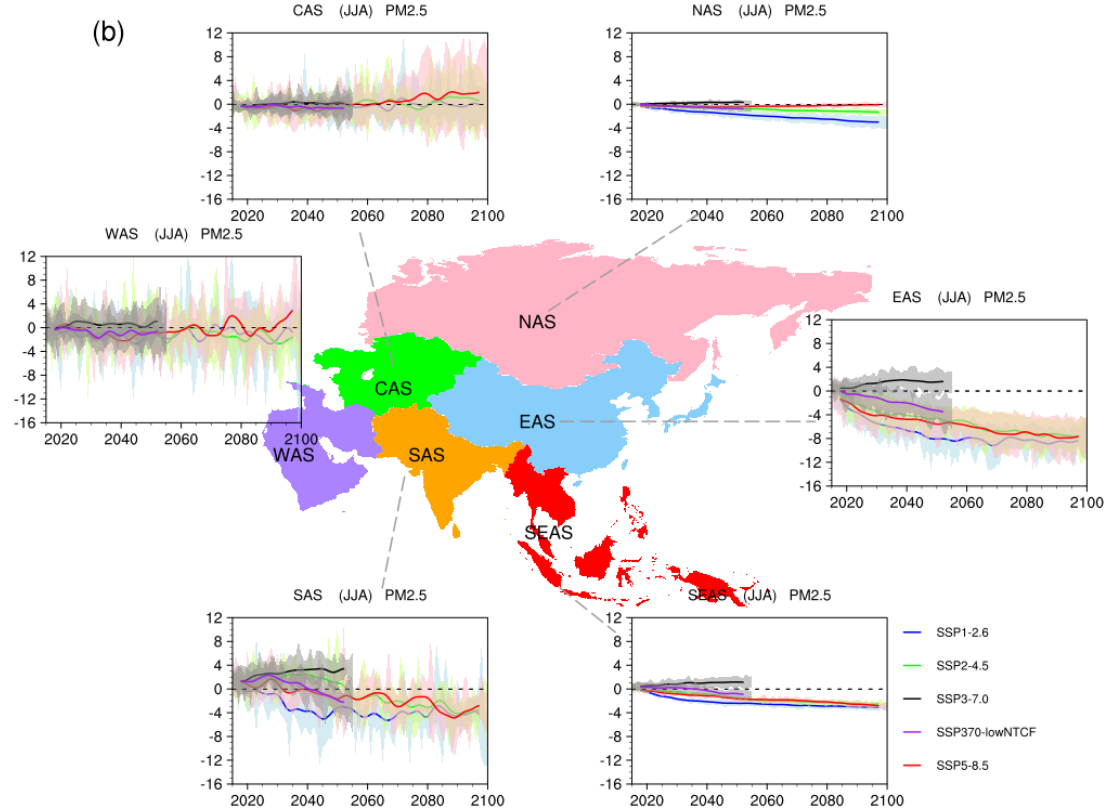 (b)
CAS (JJA) PM2.5
12
8
4
0
-4
-8
-12
-16
2020 2040 2060 2080 2100
NAS (JJA) PM2.5
12
8
4
0
-4
-8
-12
-16
2020 2040 2060 2080 2100
WAS (JJA) PM2.5
12
8
4
0
-4
-8
-12
-16
2020 2040 2060 2080 2100
EAS (JJA) PM2.5
12
8
4
0
-4
-8
-12
-16
2020 2040 2060 2080 2100
NAS
CAS
EAS
WAS
SAS
SEAS
SAS (JJA) PM2.5
12
8
4
0
-4
-8
-12
-16
2020 2040 2060 2080 2100
SEAS (JJA) PM2.5
12
8
4
0
-4
-8
-12
-16
2020 2040 2060 2080 2100
SSP1-2.6
SSP2-4.5
SSP3-7.0
SSP370-lowNTCF
SSP5-8.5